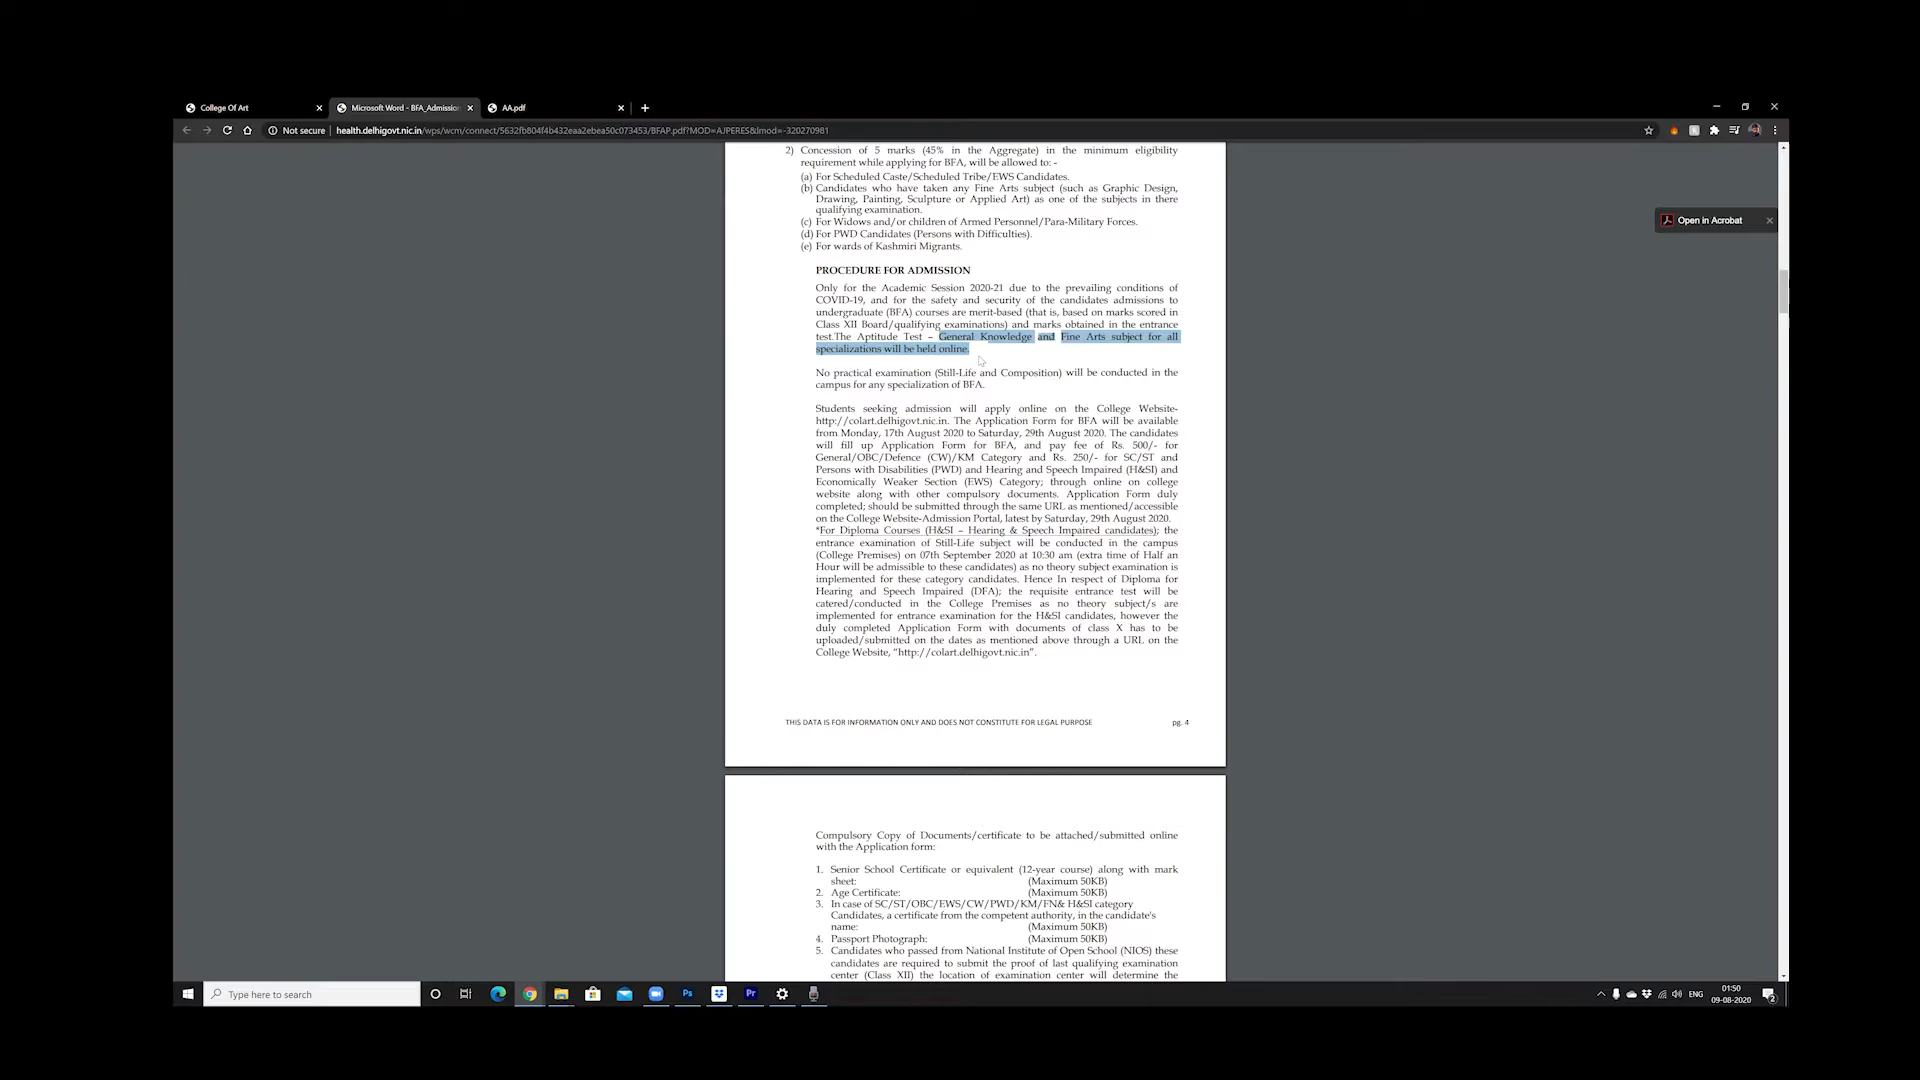 College Of Art
Microsoft Word - BFA_Admission
AA.pdf
Not secure | health.delhigovt.nic.in/wps/wcm/connect/5632fb804f4b432eaa2ebea50c073453/BFAP.pdf?MOD=AJPERES&lmod=-320270981
Open in Acrobat
2) Concession of 5 marks (45% in the Aggregate) in the minimum eligibility
requirement while applying for BFA, will be allowed to: -
(a) For Scheduled Caste/Scheduled Tribe/EWS Candidates.
(b) Candidates who have taken any Fine Arts subject (such as Graphic Design,
Drawing, Painting, Sculpture or Applied Art) as one of the subjects in there
qualifying examination.
(c) For Widows and/or children of Armed Personnel/Para-Military Forces.
(d) For PWD Candidates (Persons with Difficulties).
(e) For wards of Kashmiri Migrants.
PROCEDURE FOR ADMISSION
Only for the Academic Session 2020-21 due to the prevailing conditions of
COVID-19, and for the safety and security of the candidates admissions to
undergraduate (BFA) courses are merit-based (that is, based on marks scored in
Class XII Board/qualifying examinations) and marks obtained in the entrance
test.The Aptitude Test – General Knowledge and Fine Arts subject for all
specializations will be held online.
No practical examination (Still-Life and Composition) will be conducted in the
campus for any specialization of BFA.
Students seeking admission will apply online on the College Website-
http://colart.delhigovt.nic.in. The Application Form for BFA will be available
from Monday, 17th August 2020 to Saturday, 29th August 2020. The candidates
will fill up Application Form for BFA, and pay fee of Rs. 500/- for
General/OBC/Defence (CW)/KM Category and Rs. 250/- for SC/ST and
Persons with Disabilities (PWD) and Hearing and Speech Impaired (H&SI) and
Economically Weaker Section (EWS) Category; through online on college
website along with other compulsory documents. Application Form duly
completed; should be submitted through the same URL as mentioned/accessible
on the College Website-Admission Portal, latest by Saturday, 29th August 2020.
*For Diploma Courses (H&SI – Hearing & Speech Impaired candidates); the
entrance examination of Still-Life subject will be conducted in the campus
(College Premises) on 07th September 2020 at 10:30 am (extra time of Half an
Hour will be admissible to these candidates) as no theory subject examination is
implemented for these category candidates. Hence In respect of Diploma for
Hearing and Speech Impaired (DFA); the requisite entrance test will be
catered/conducted in the College Premises as no theory subject/s are
implemented for entrance examination for the H&SI candidates, however the
duly completed Application Form with documents of class X has to be
uploaded/submitted on the dates as mentioned above through a URL on the
College Website, “http://colart.delhigovt.nic.in”.
THIS DATA IS FOR INFORMATION ONLY AND DOES NOT CONSTITUTE FOR LEGAL PURPOSE pg. 4
Compulsory Copy of Documents/certificate to be attached/submitted online
with the Application form:
1. Senior School Certificate or equivalent (12-year course) along with mark
sheet: (Maximum 50KB)
2. Age Certificate: (Maximum 50KB)
3. In case of SC/ST/OBC/EWS/CW/PWD/KM/FN& H&SI category
Candidates, a certificate from the competent authority, in the candidate's
name: (Maximum 50KB)
4. Passport Photograph: (Maximum 50KB)
5. Candidates who passed from National Institute of Open School (NIOS) these
candidates are required to submit the proof of last qualifying examination
center (Class XII) the location of examination center will determine the
Type here to search
Ps
Pr
ENG
01:50
09-08-2020
2